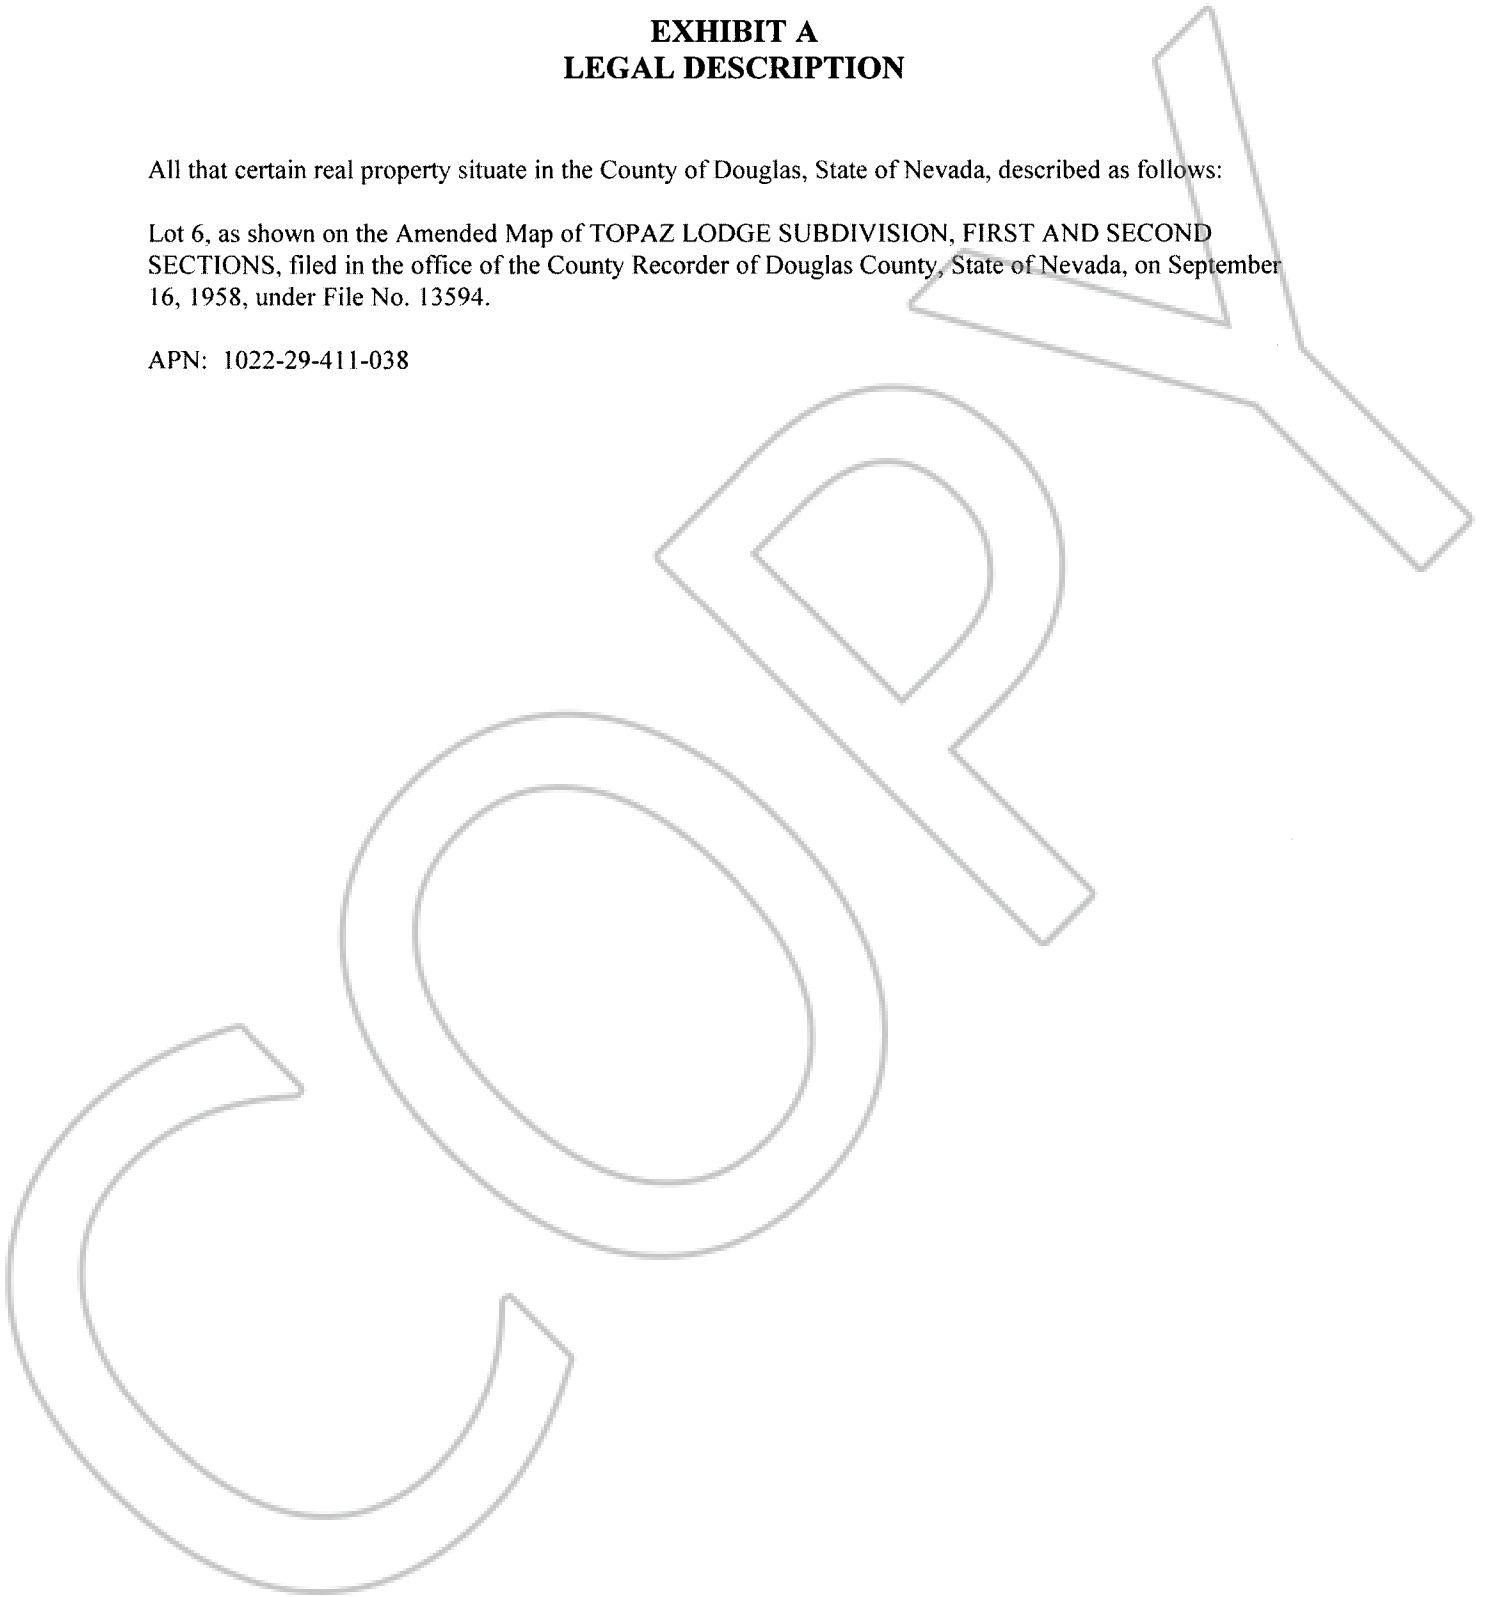 EXHIBIT A
LEGAL DESCRIPTION
All that certain real property situate in the County of Douglas, State of Nevada, described as follows:
Lot 6, as shown on the Amended Map of TOPAZ LODGE SUBDIVISION, FIRST AND SECOND
SECTIONS, filed in the office of the County Recorder of Douglas County, State of Nevada, on September
16, 1958, under File No. 13594.
APN: 1022-29-411-038
COPY